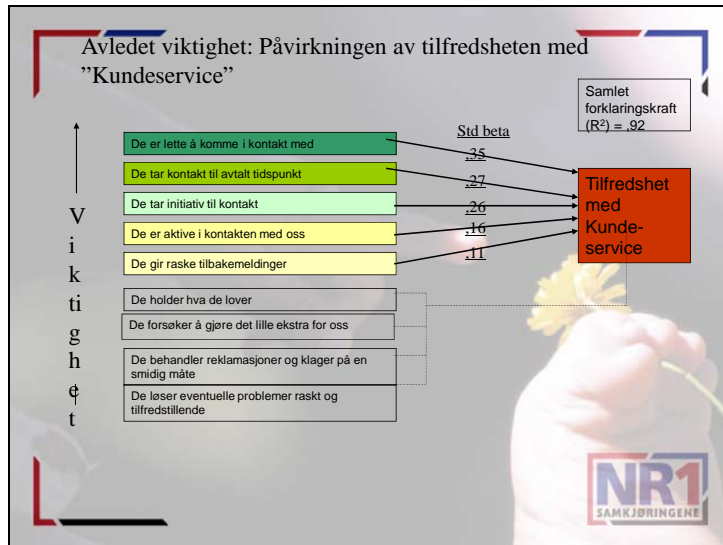 Avledet viktighet: Påvirkningen av tilfredsheten med
”Kundeservice”
Samlet
forklaringskraft
(R²) = ,92
Std beta
De er lette å komme i kontakt med
,35
De tar kontakt til avtalt tidspunkt
,27
De tar initiativ til kontakt
,26
De er aktive i kontakten med oss
,16
De gir raske tilbakemeldinger
,11
Tilfredshet
med
Kunde-
service
V
i
k
ti
g
h
e
t
De holder hva de lover
De forsøker å gjøre det lille ekstra for oss
De behandler reklamasjoner og klager på en
smidig måte
De løser eventuelle problemer raskt og
tilfredstillende
NR1
SAMKJØRINGENE